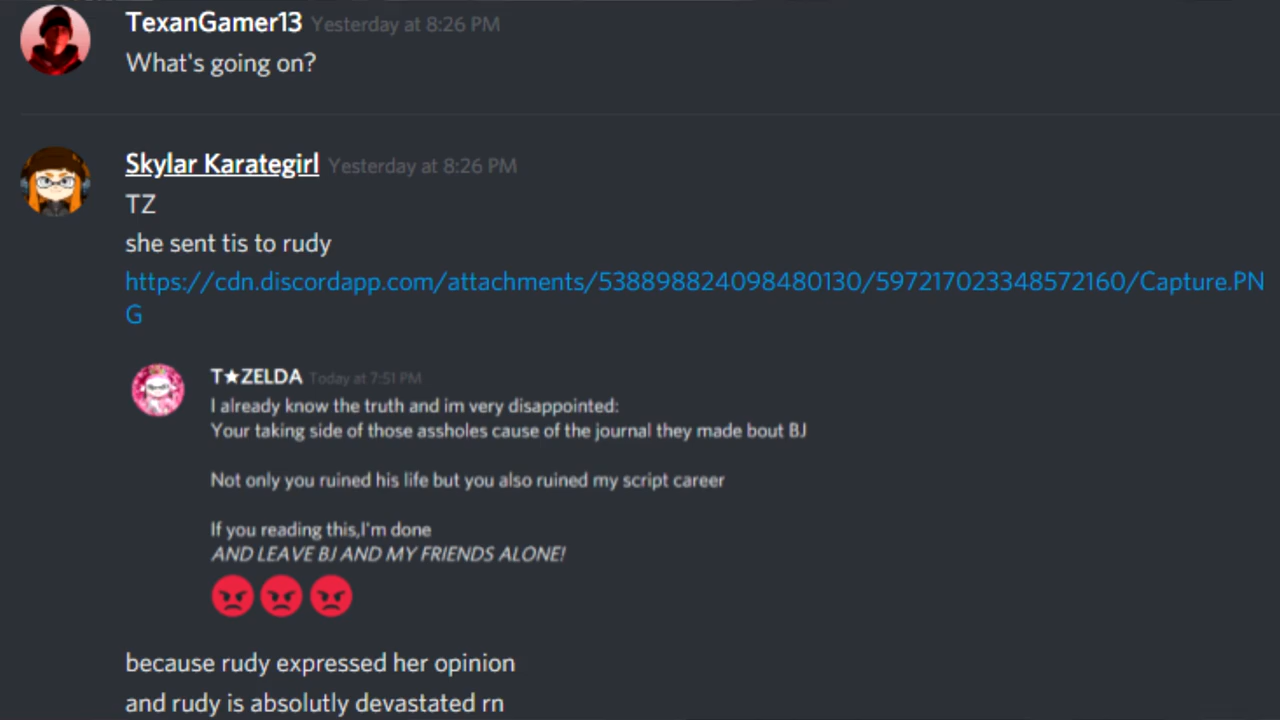 TexanGamer13 Yesterday at 8:26 PM
What's going on?
Skylar Karategirl Yesterday at 8:26 PM
TZ
she sent tis to rudy
https://cdn.discordapp.com/attachments/538898824098480130/597217023348572160/Capture.PN
G
T★ZELDA Today at 7:51 PM
I already know the truth and im very disappointed:
Your taking side of those assholes cause of the journal they made bout BJ
Not only you ruined his life but you also ruined my script career
If you reading this,I'm done
AND LEAVE BJ AND MY FRIENDS ALONE!
because rudy expressed her opinion
and rudy is absolutly devastated rn